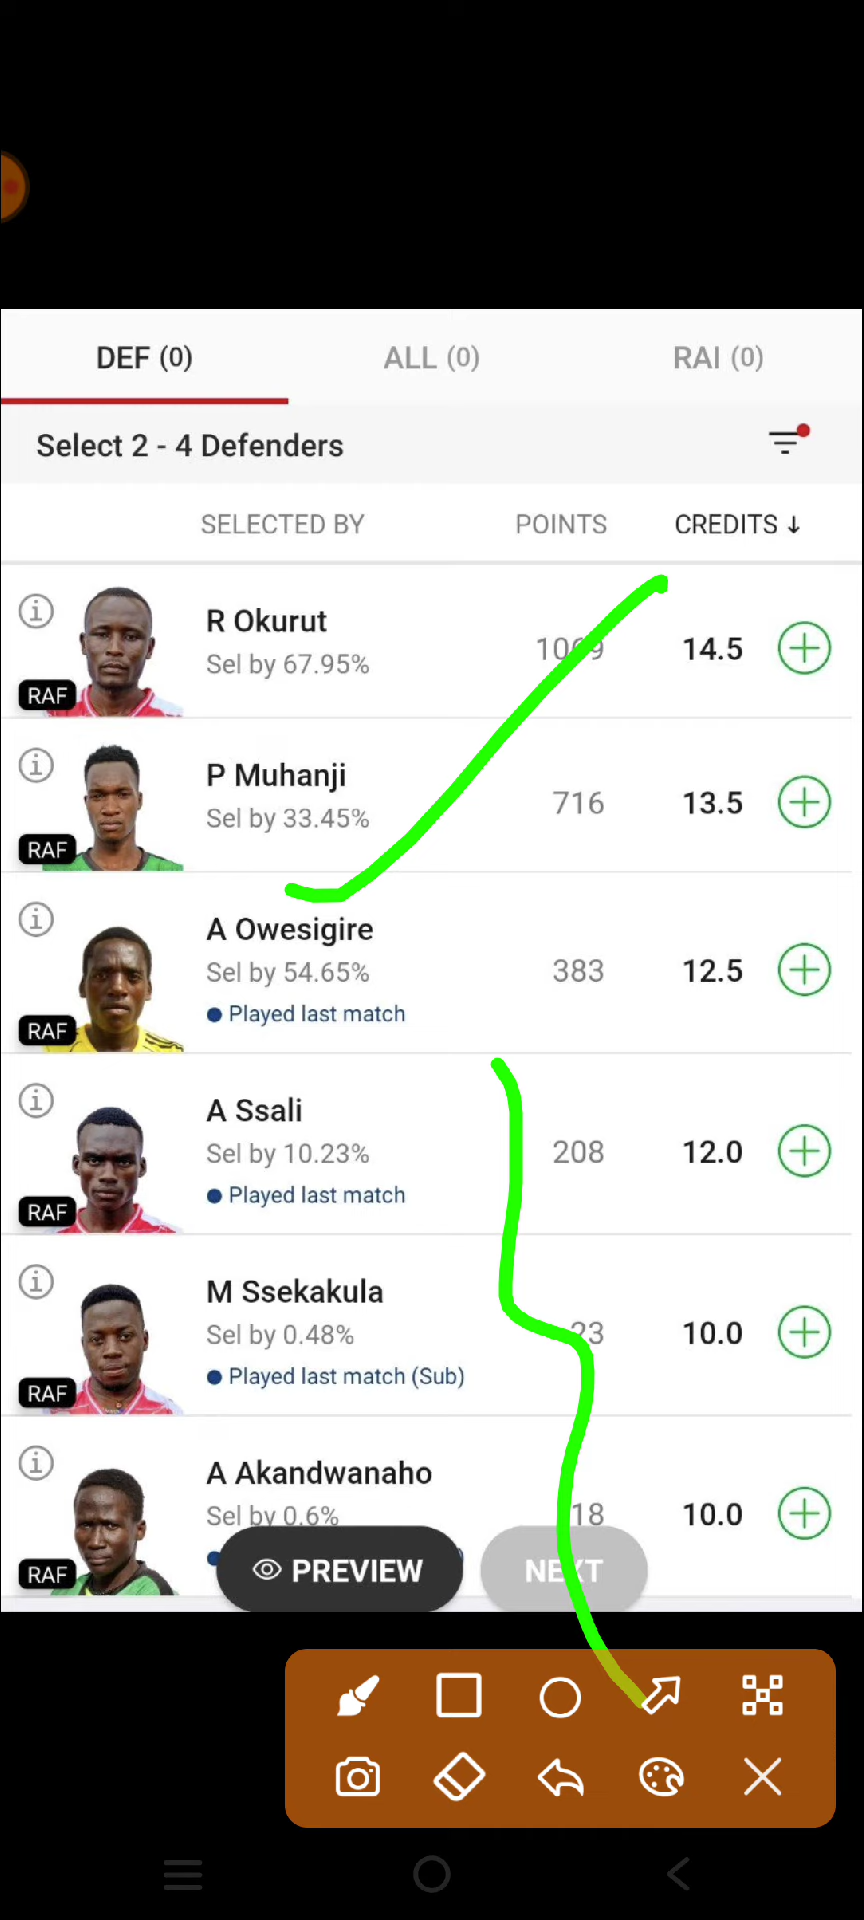 DEF (0) ALL (0) RAI (0)
Select 2 - 4 Defenders
SELECTED BY POINTS CREDITS ↓
R Okurut
Sel by 67.95%
1069 14.5
RAF
P Muhanji
Sel by 33.45%
716 13.5
RAF
A Owesigire
Sel by 54.65%
Played last match
383 12.5
RAF
A Ssali
Sel by 10.23%
Played last match
208 12.0
RAF
M Ssekakula
Sel by 0.48%
Played last match (Sub)
23 10.0
RAF
A Akandwanaho
Sel by 0.6%
18 10.0
RAF
PREVIEW NEXT